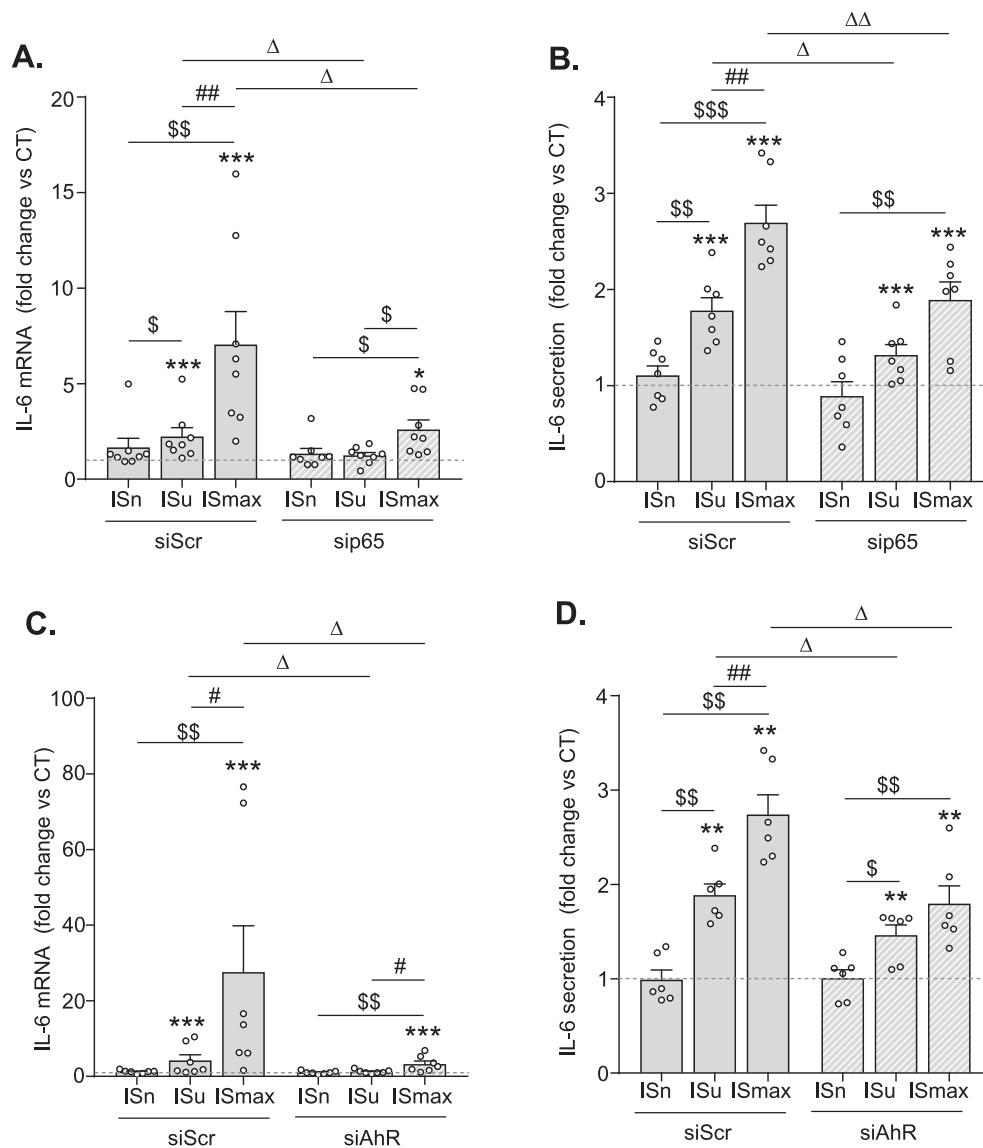 A.
Δ
Δ
##
$$
***
$
***
$
$
*
IL-6 mRNA (fold change vs CT)
20
15
10
5
0
ISn ISu ISmax ISn ISu ISmax
siScr sip65
B.
ΔΔ
Δ
##
$$$
***
$$
***
$$
***
***
IL-6 secretion (fold change vs CT)
4
3
2
1
0
ISn ISu ISmax ISn ISu ISmax
siScr sip65
C.
Δ
Δ
#
$$
***
***
#
$$
***
IL-6 mRNA (fold change vs CT)
100
80
60
40
20
0
ISn ISu ISmax ISn ISu ISmax
siScr siAhR
D.
Δ
Δ
##
$$
**
$$
**
$$
**
$
**
IL-6 secretion (fold change vs CT)
4
3
2
1
0
ISn ISu ISmax ISn ISu ISmax
siScr siAhR